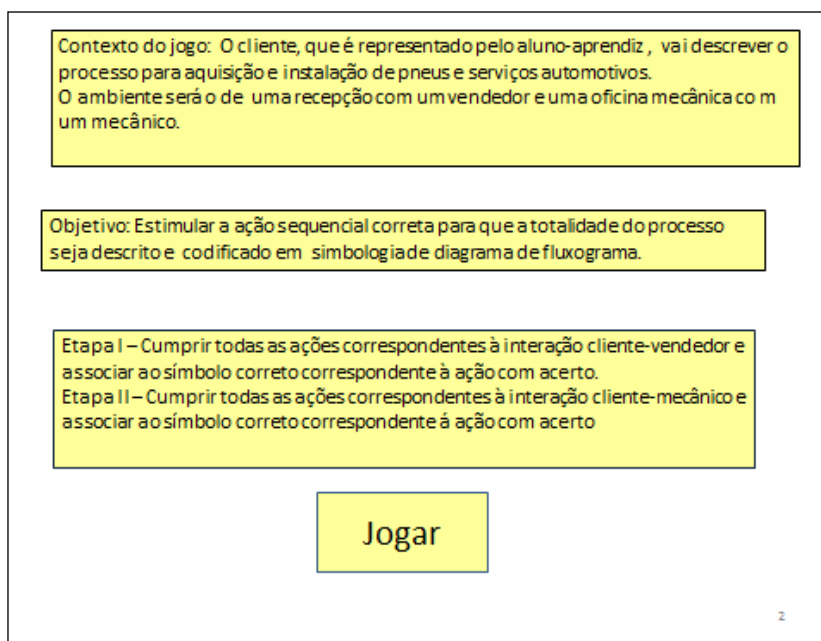 Contexto do jogo: O cliente, que é representado pelo aluno-aprendiz , vai descrever o
processo para aquisição e instalação de pneus e serviços automotivos.
O ambiente será o de uma recepção com um vendedor e uma oficina mecânica co m
um mecânico.
Objetivo: Estimular a ação sequencial correta para que a totalidade do processo
seja descrito e codificado em simbologia de diagrama de fluxograma.
Etapa I – Cumprir todas as ações correspondentes à interação cliente-vendedor e
associar ao símbolo correto correspondente à ação com acerto.
Etapa II – Cumprir todas as ações correspondentes à interação cliente-mecânico e
associar ao símbolo correto correspondente á ação com acerto
Jogar
2